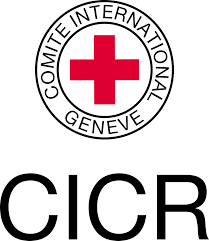 COMITE INTERNATIONAL
GENEVE
CICR